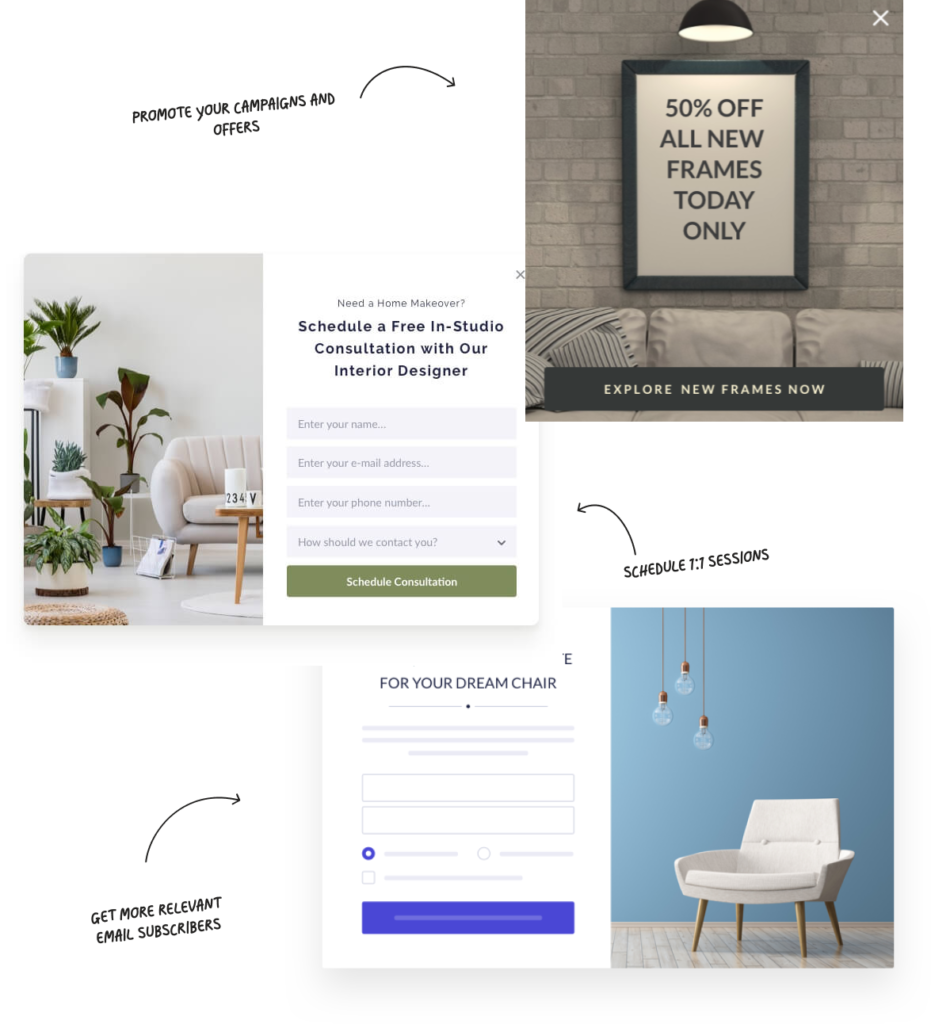 PROMOTE YOUR CAMPAIGNS AND
OFFERS
50% OFF
ALL NEW
FRAMES
TODAY
ONLY
EXPLORE NEW FRAMES NOW
Need a Home Makeover?
Schedule a Free In-Studio
Consultation with Our
Interior Designer
Enter your name...
Enter your e-mail address...
Enter your phone number...
How should we contact you?
Schedule Consultation
234 V
SCHEDULE 1:1 SESSIONS
FOR YOUR DREAM CHAIR
GET MORE RELEVANT
EMAIL SUBSCRIBERS